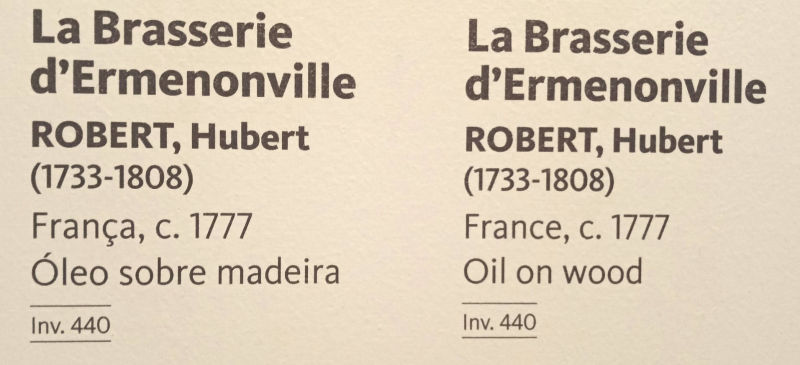 La Brasserie
d'Ermenonville
ROBERT, Hubert
(1733-1808)
França, c. 1777
Óleo sobre madeira
Inv. 440
La Brasserie
d'Ermenonville
ROBERT, Hubert
(1733-1808)
France, c. 1777
Oil on wood
Inv. 440